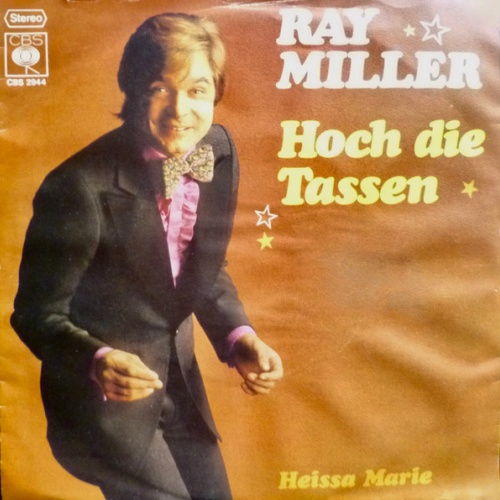 Stereo
CBS
CBS 2944
RAY
MILLER
Hoch die
Tassen
Heissa Marie